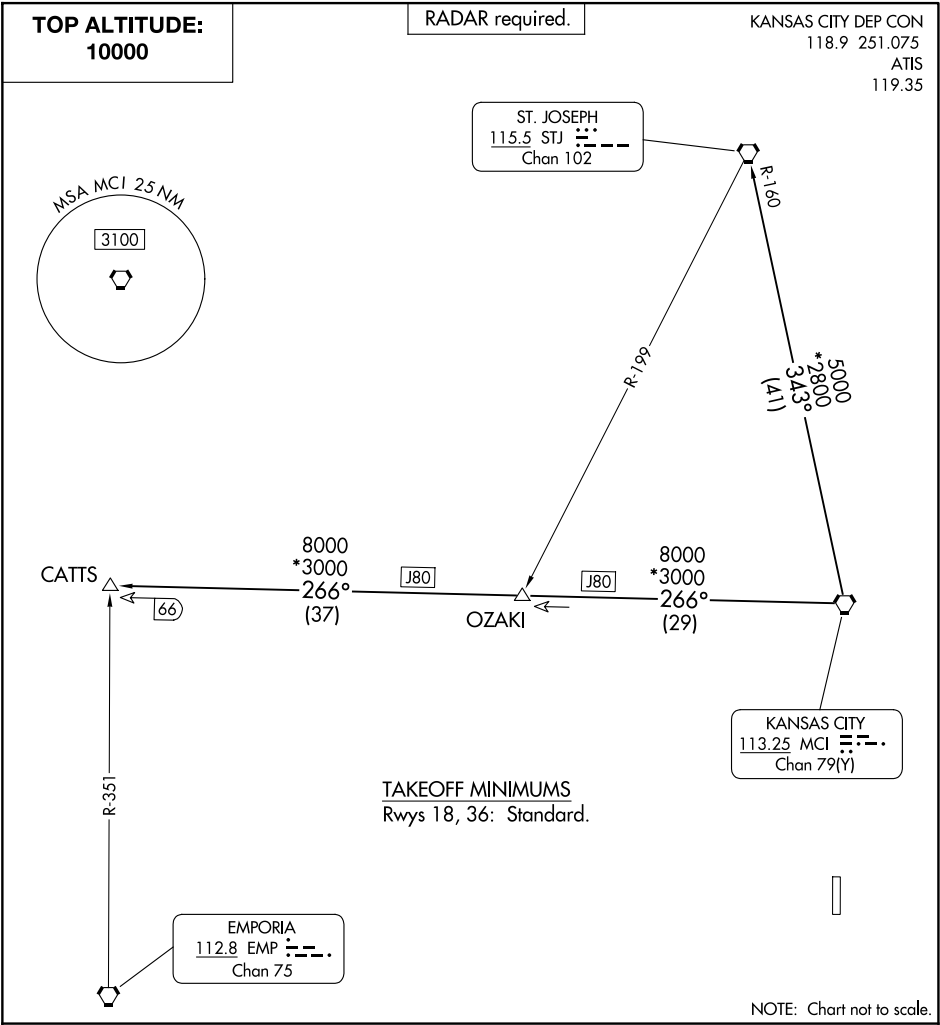 TOP ALTITUDE:
10000
RADAR required.
KANSAS CITY DEP CON
118.9 251.075
ATIS
119.35
ST. JOSEPH
115.5 STJ
Chan 102
MSA MCI 25 NM
3100
R-160
R-199
5000
*2800
343°
(41)
CATTS
66
8000
*3000
266°
(37)
J80
OZAKI
J80
8000
*3000
266°
(29)
KANSAS CITY
113.25 MCI
Chan 79(Y)
R-351
TAKEOFF MINIMUMS
Rwys 18, 36: Standard.
EMPORIA
112.8 EMP
Chan 75
NOTE: Chart not to scale.